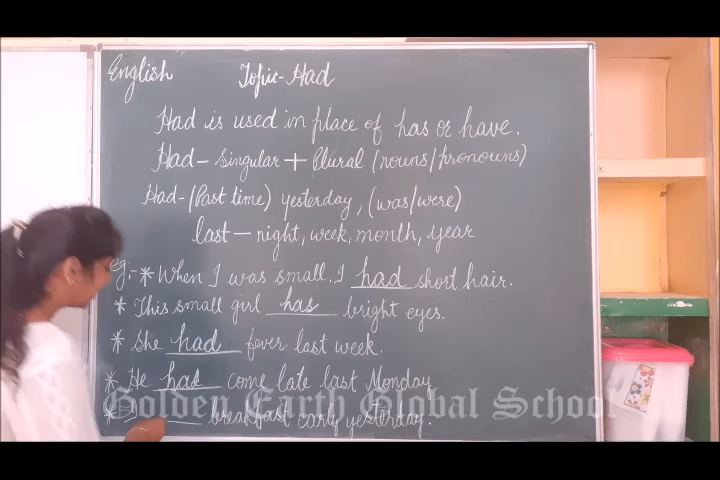 English Topic-Had
Had is used in place of has or have.
Had - singular + Plural (nouns/pronouns)
Had-(Past time) yesterday, (was/were)
last - night, week, month, year
eg:- * When I was small, I had short hair.
* This small girl has bright eyes.
* She had fever last week.
* He had come late last Monday
Golden Earth Global School
* I ____ breakfast early yesterday.